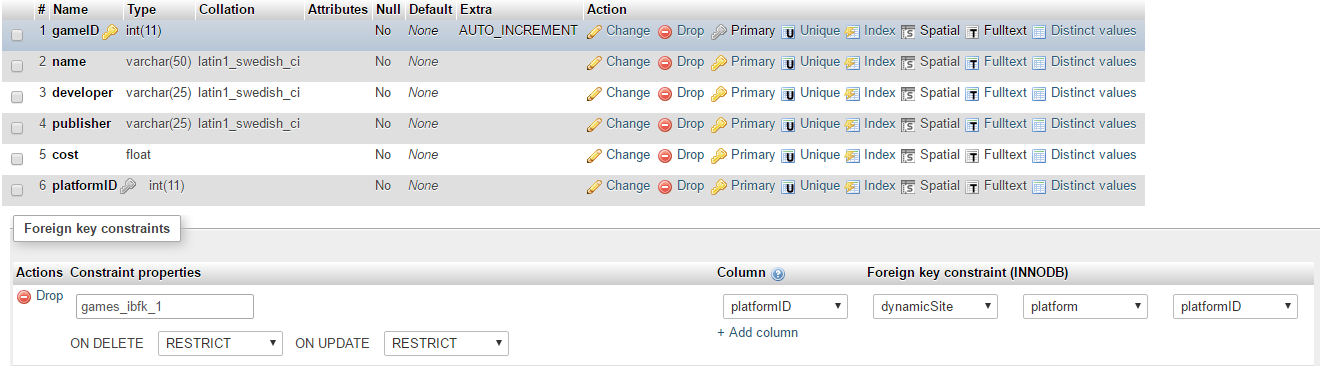 # Name Type Collation Attributes Null Default Extra Action
1 gameID int(11) No None AUTO_INCREMENT Change Drop Primary Unique Index Spatial Fulltext Distinct values
2 name varchar(50) latin1_swedish_ci No None Change Drop Primary Unique Index Spatial Fulltext Distinct values
3 developer varchar(25) latin1_swedish_ci No None Change Drop Primary Unique Index Spatial Fulltext Distinct values
4 publisher varchar(25) latin1_swedish_ci No None Change Drop Primary Unique Index Spatial Fulltext Distinct values
5 cost float No None Change Drop Primary Unique Index Spatial Fulltext Distinct values
6 platformID int(11) No None Change Drop Primary Unique Index Spatial Fulltext Distinct values
Foreign key constraints
Actions Constraint properties Column Foreign key constraint (INNODB)
Drop games_ibfk_1 platformID dynamicSite platform platformID
+ Add column
ON DELETE RESTRICT ON UPDATE RESTRICT